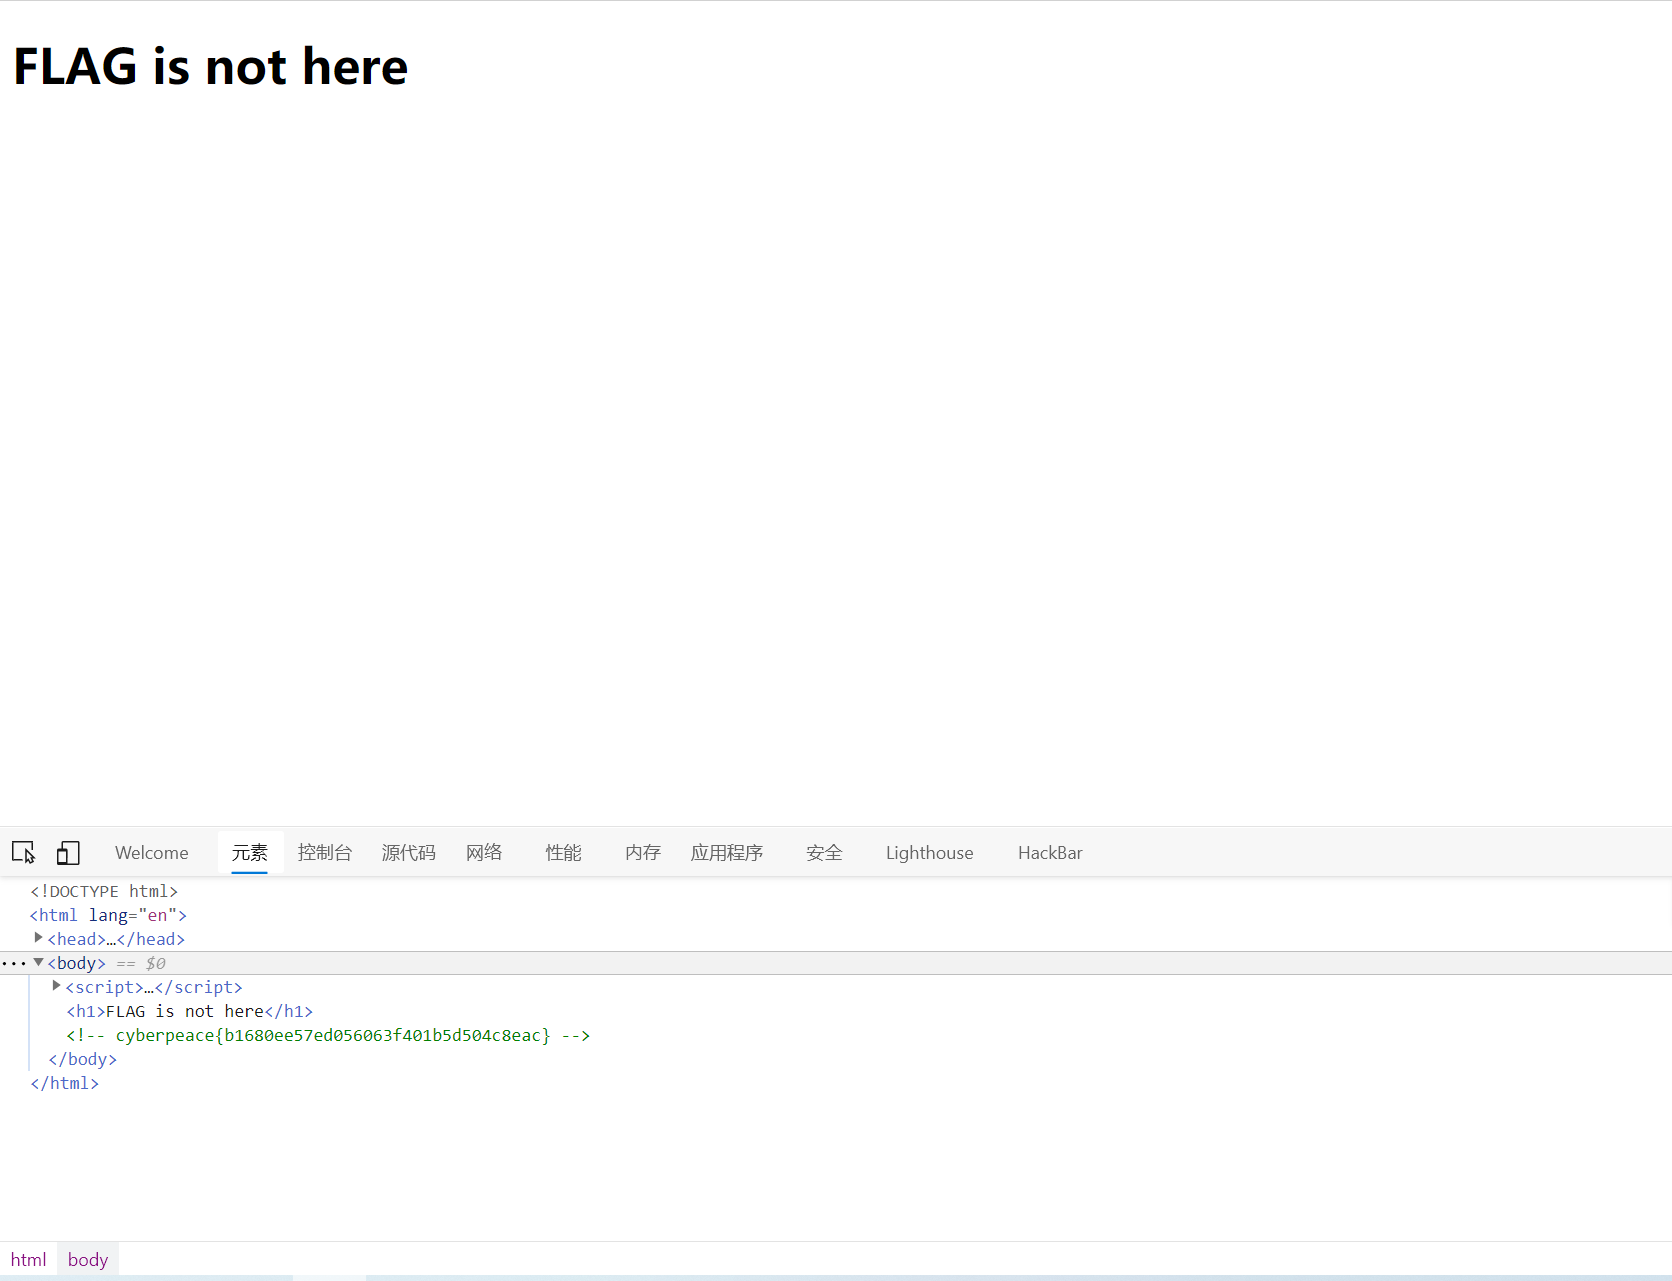 FLAG is not here
Welcome 元素 控制台 源代码 网络 性能 内存 应用程序 安全 Lighthouse HackBar
<!DOCTYPE html>
<html lang="en">
<head>…</head>
<body> == $0
<script>…</script>
<h1>FLAG is not here</h1>
<!-- cyberpeace{b1680ee57ed056063f401b5d504c8eac} -->
</body>
</html>
html body